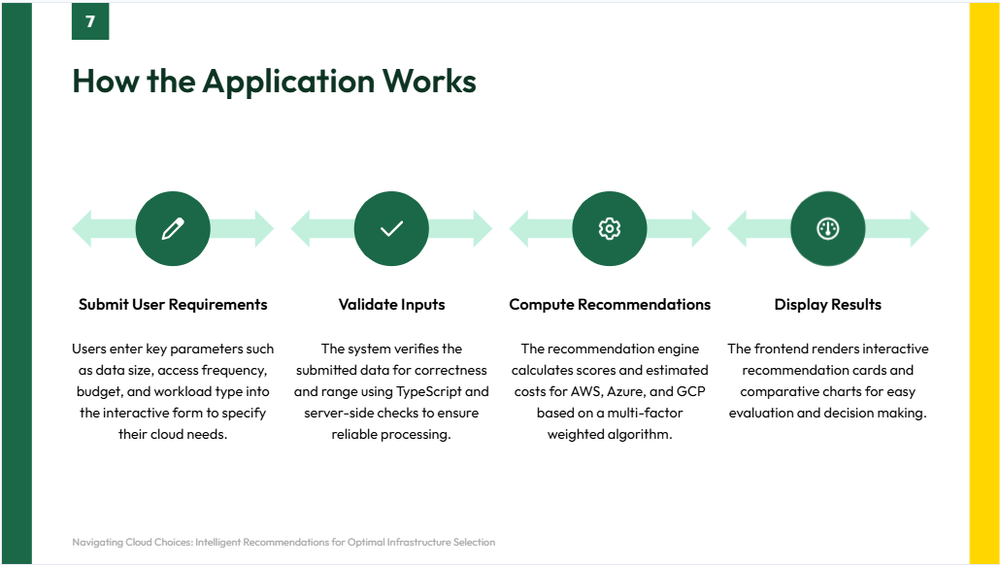 7
How the Application Works
Submit User Requirements
Users enter key parameters such
as data size, access frequency,
budget, and workload type into
the interactive form to specify
their cloud needs.
Validate Inputs
The system verifies the
submitted data for correctness
and range using TypeScript and
server-side checks to ensure
reliable processing.
Compute Recommendations
The recommendation engine
calculates scores and estimated
costs for AWS, Azure, and GCP
based on a multi-factor
weighted algorithm.
Display Results
The frontend renders interactive
recommendation cards and
comparative charts for easy
evaluation and decision making.
Navigating Cloud Choices: Intelligent Recommendations for Optimal Infrastructure Selection